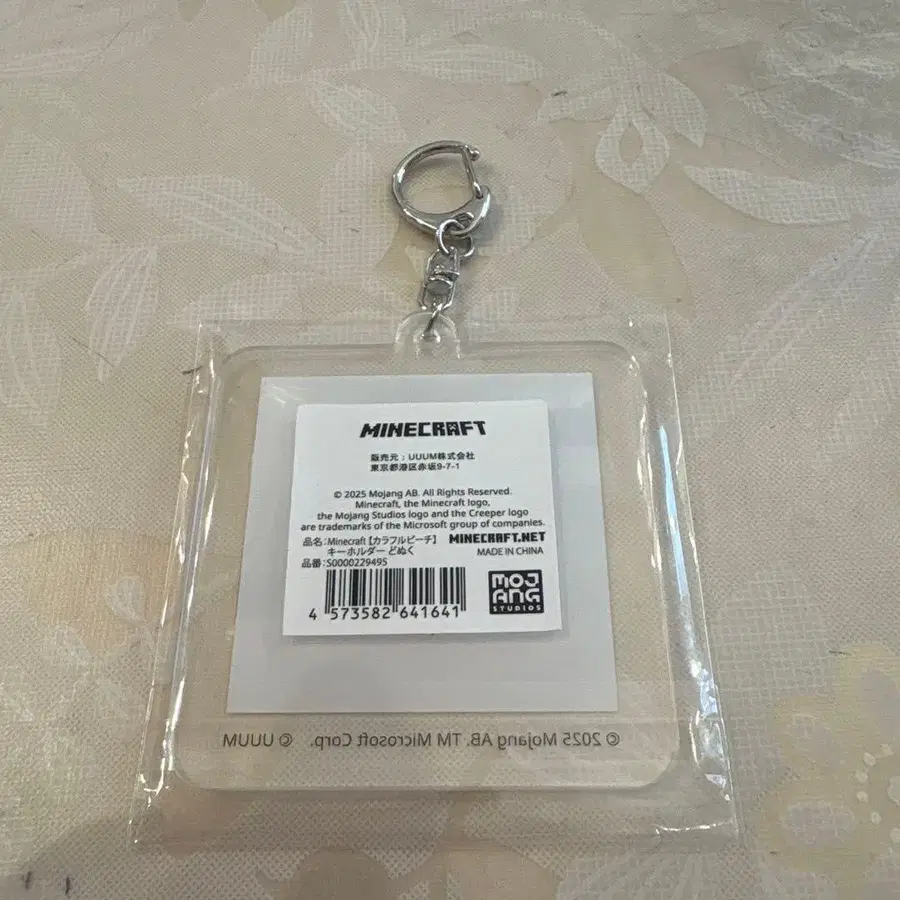 MINECRAFT
販売元：UUUM株式会社
東京都港区赤坂9-7-1
© 2025 Mojang AB. All Rights Reserved.
Minecraft, the Minecraft logo,
the Mojang Studios logo and the Creeper logo
are trademarks of the Microsoft group of companies.
品名：Minecraft【カラフルピーチ】
キーホルダー どぬく
品番：S0000229495
MINECRAFT.NET
MADE IN CHINA
4 573582 641641
MOJ
ANG
STUDIOS
© 2025 Mojang AB. TM Microsoft Corp. © UUUM